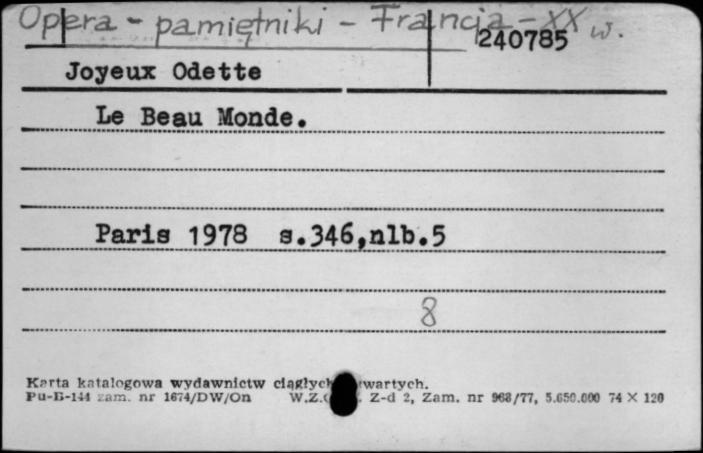 Opera - pamiętniki - Francja - XX w.
240785
Joyeux Odette
Le Beau Monde.
Paris 1978 s.346,nlb.5
8
Karta katalogowa wydawnictw ciągłych wartych.
Pu-B-144 zam. nr 1674/DW/On W.Z. Z-d 2, Zam. nr 968/77, 5.650.000 74 × 120